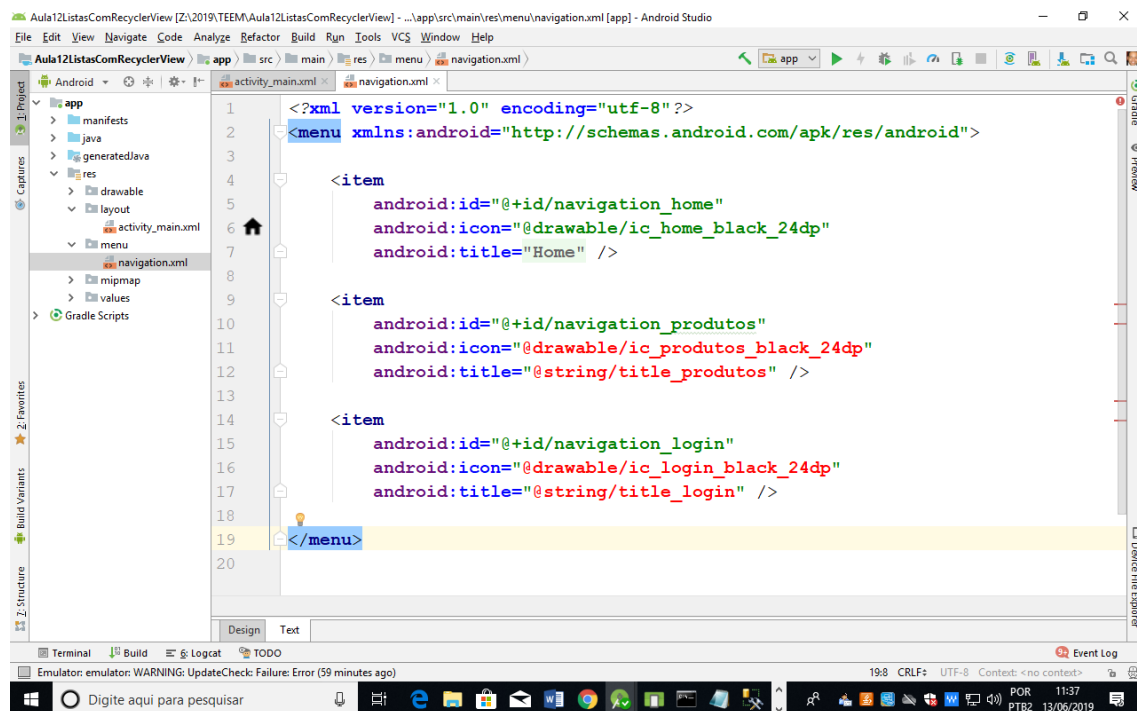 Aula12ListasComRecyclerView [Z:\2019\TEEM\Aula12ListasComRecyclerView] - ...\app\src\main\res\menu\navigation.xml [app] - Android Studio
File Edit View Navigate Code Analyze Refactor Build Run Tools VCS Window Help
Aula12ListasComRecyclerView app src main res menu navigation.xml app
Android activity_main.xml navigation.xml
1: Project
Captures
2: Favorites
Build Variants
7: Structure
app
manifests
java
generatedJava
res
drawable
layout
activity_main.xml
menu
navigation.xml
mipmap
values
Gradle Scripts
1 <?xml version="1.0" encoding="utf-8"?>
2 <menu xmlns:android="http://schemas.android.com/apk/res/android">
3
4 <item
5 android:id="@+id/navigation_home"
6 android:icon="@drawable/ic_home_black_24dp"
7 android:title="Home" />
8
9 <item
10 android:id="@+id/navigation_produtos"
11 android:icon="@drawable/ic_produtos_black_24dp"
12 android:title="@string/title_produtos" />
13
14 <item
15 android:id="@+id/navigation_login"
16 android:icon="@drawable/ic_login_black_24dp"
17 android:title="@string/title_login" />
18
19 </menu>
20
Gradle
Preview
Device File Explorer
Design Text
Terminal Build 6: Logcat TODO Event Log
Emulator: emulator: WARNING: UpdateCheck: Failure: Error (59 minutes ago) 19:8 CRLF UTF-8 Context: <no context>
Digite aqui para pesquisar
POR 11:37
PTB2 13/06/2019